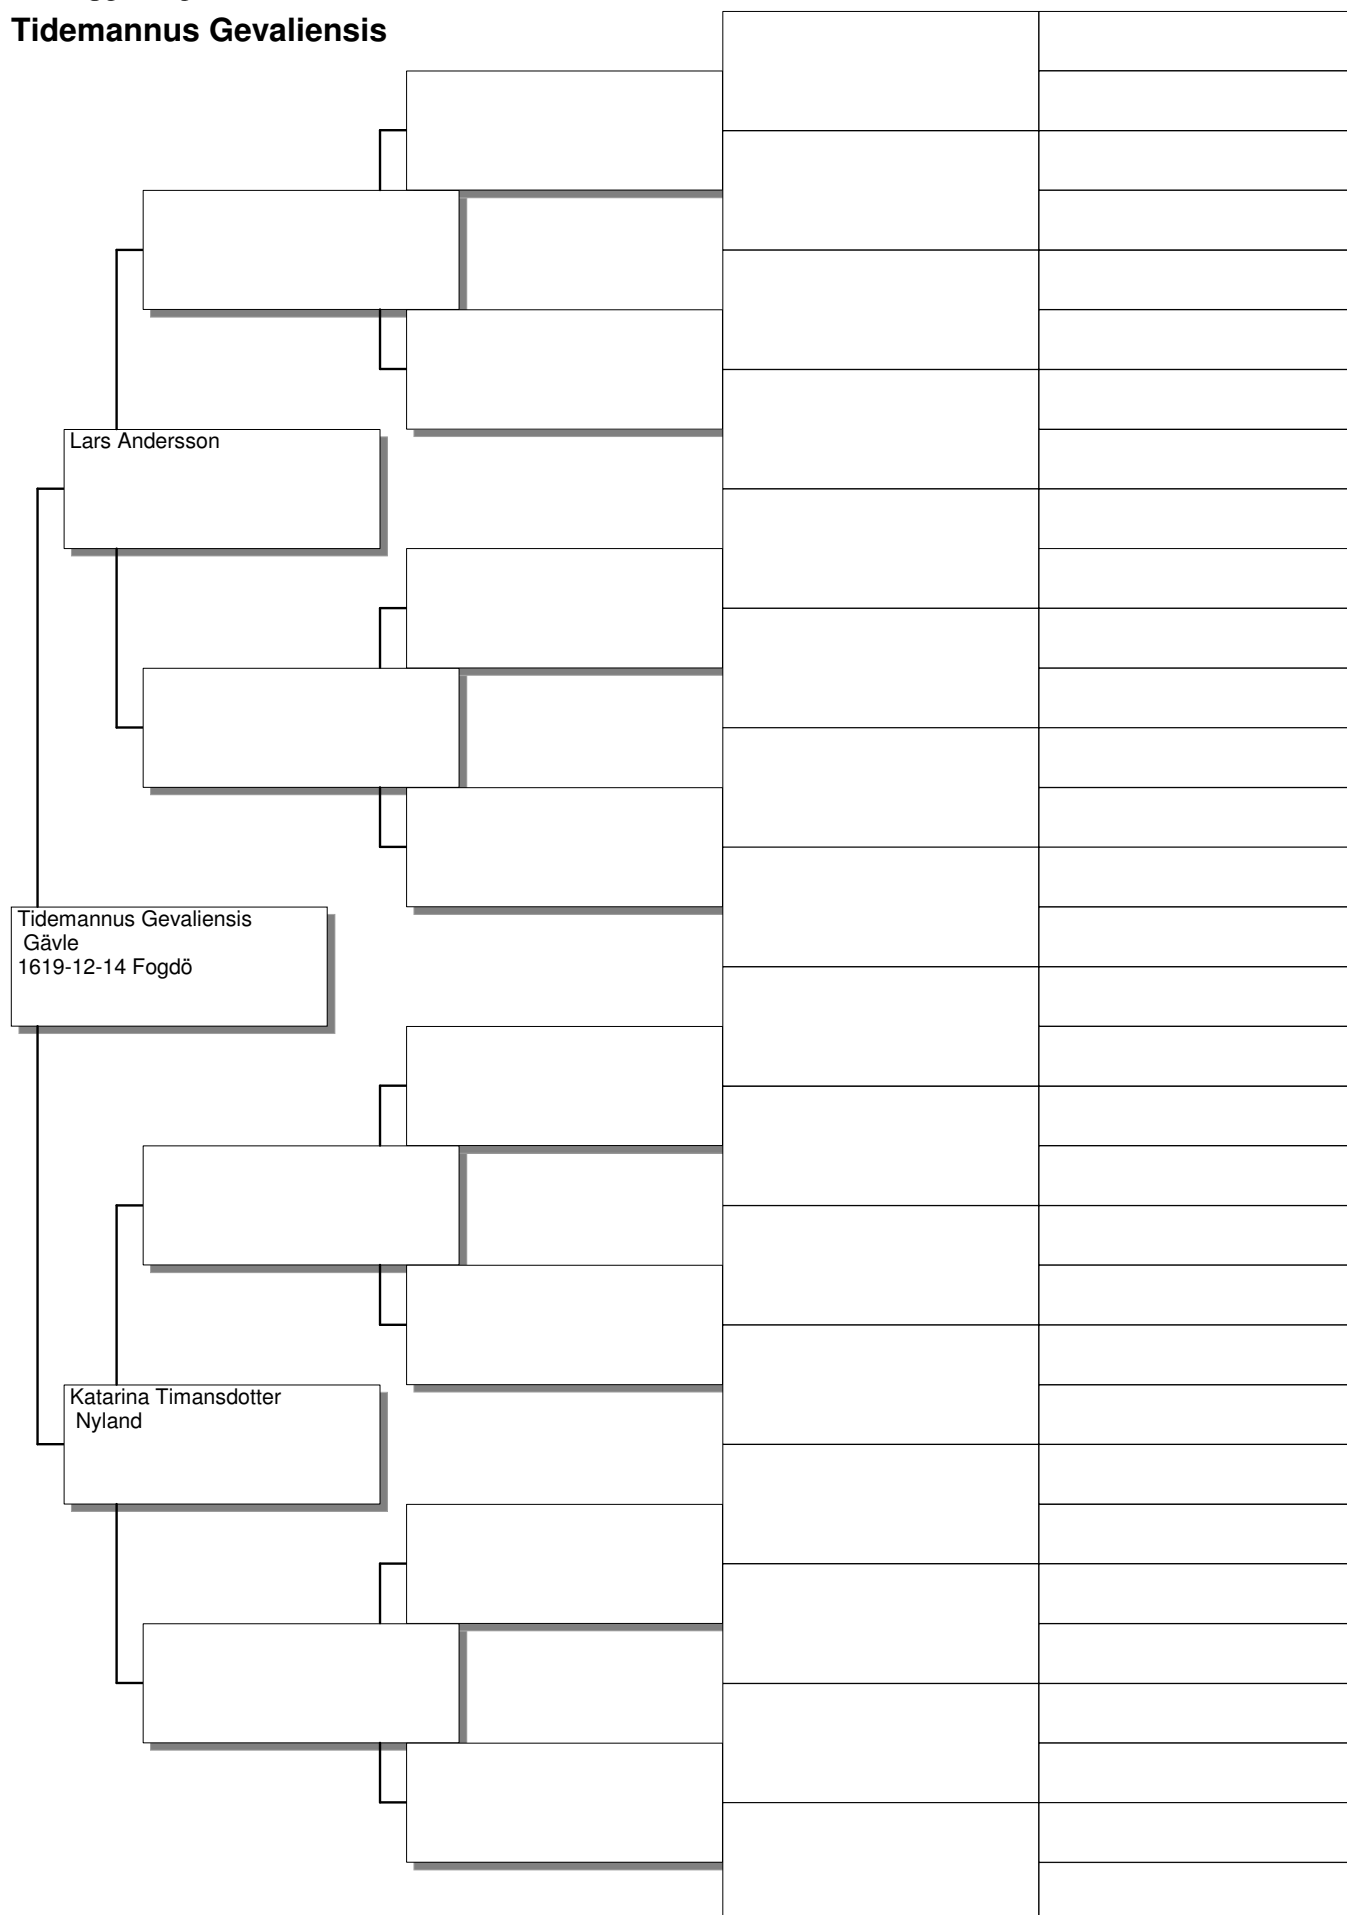 Tidemannus Gevaliensis
Lars Andersson
Tidemannus Gevaliensis
Gävle
1619-12-14 Fogdö
Katarina Timansdotter
Nyland